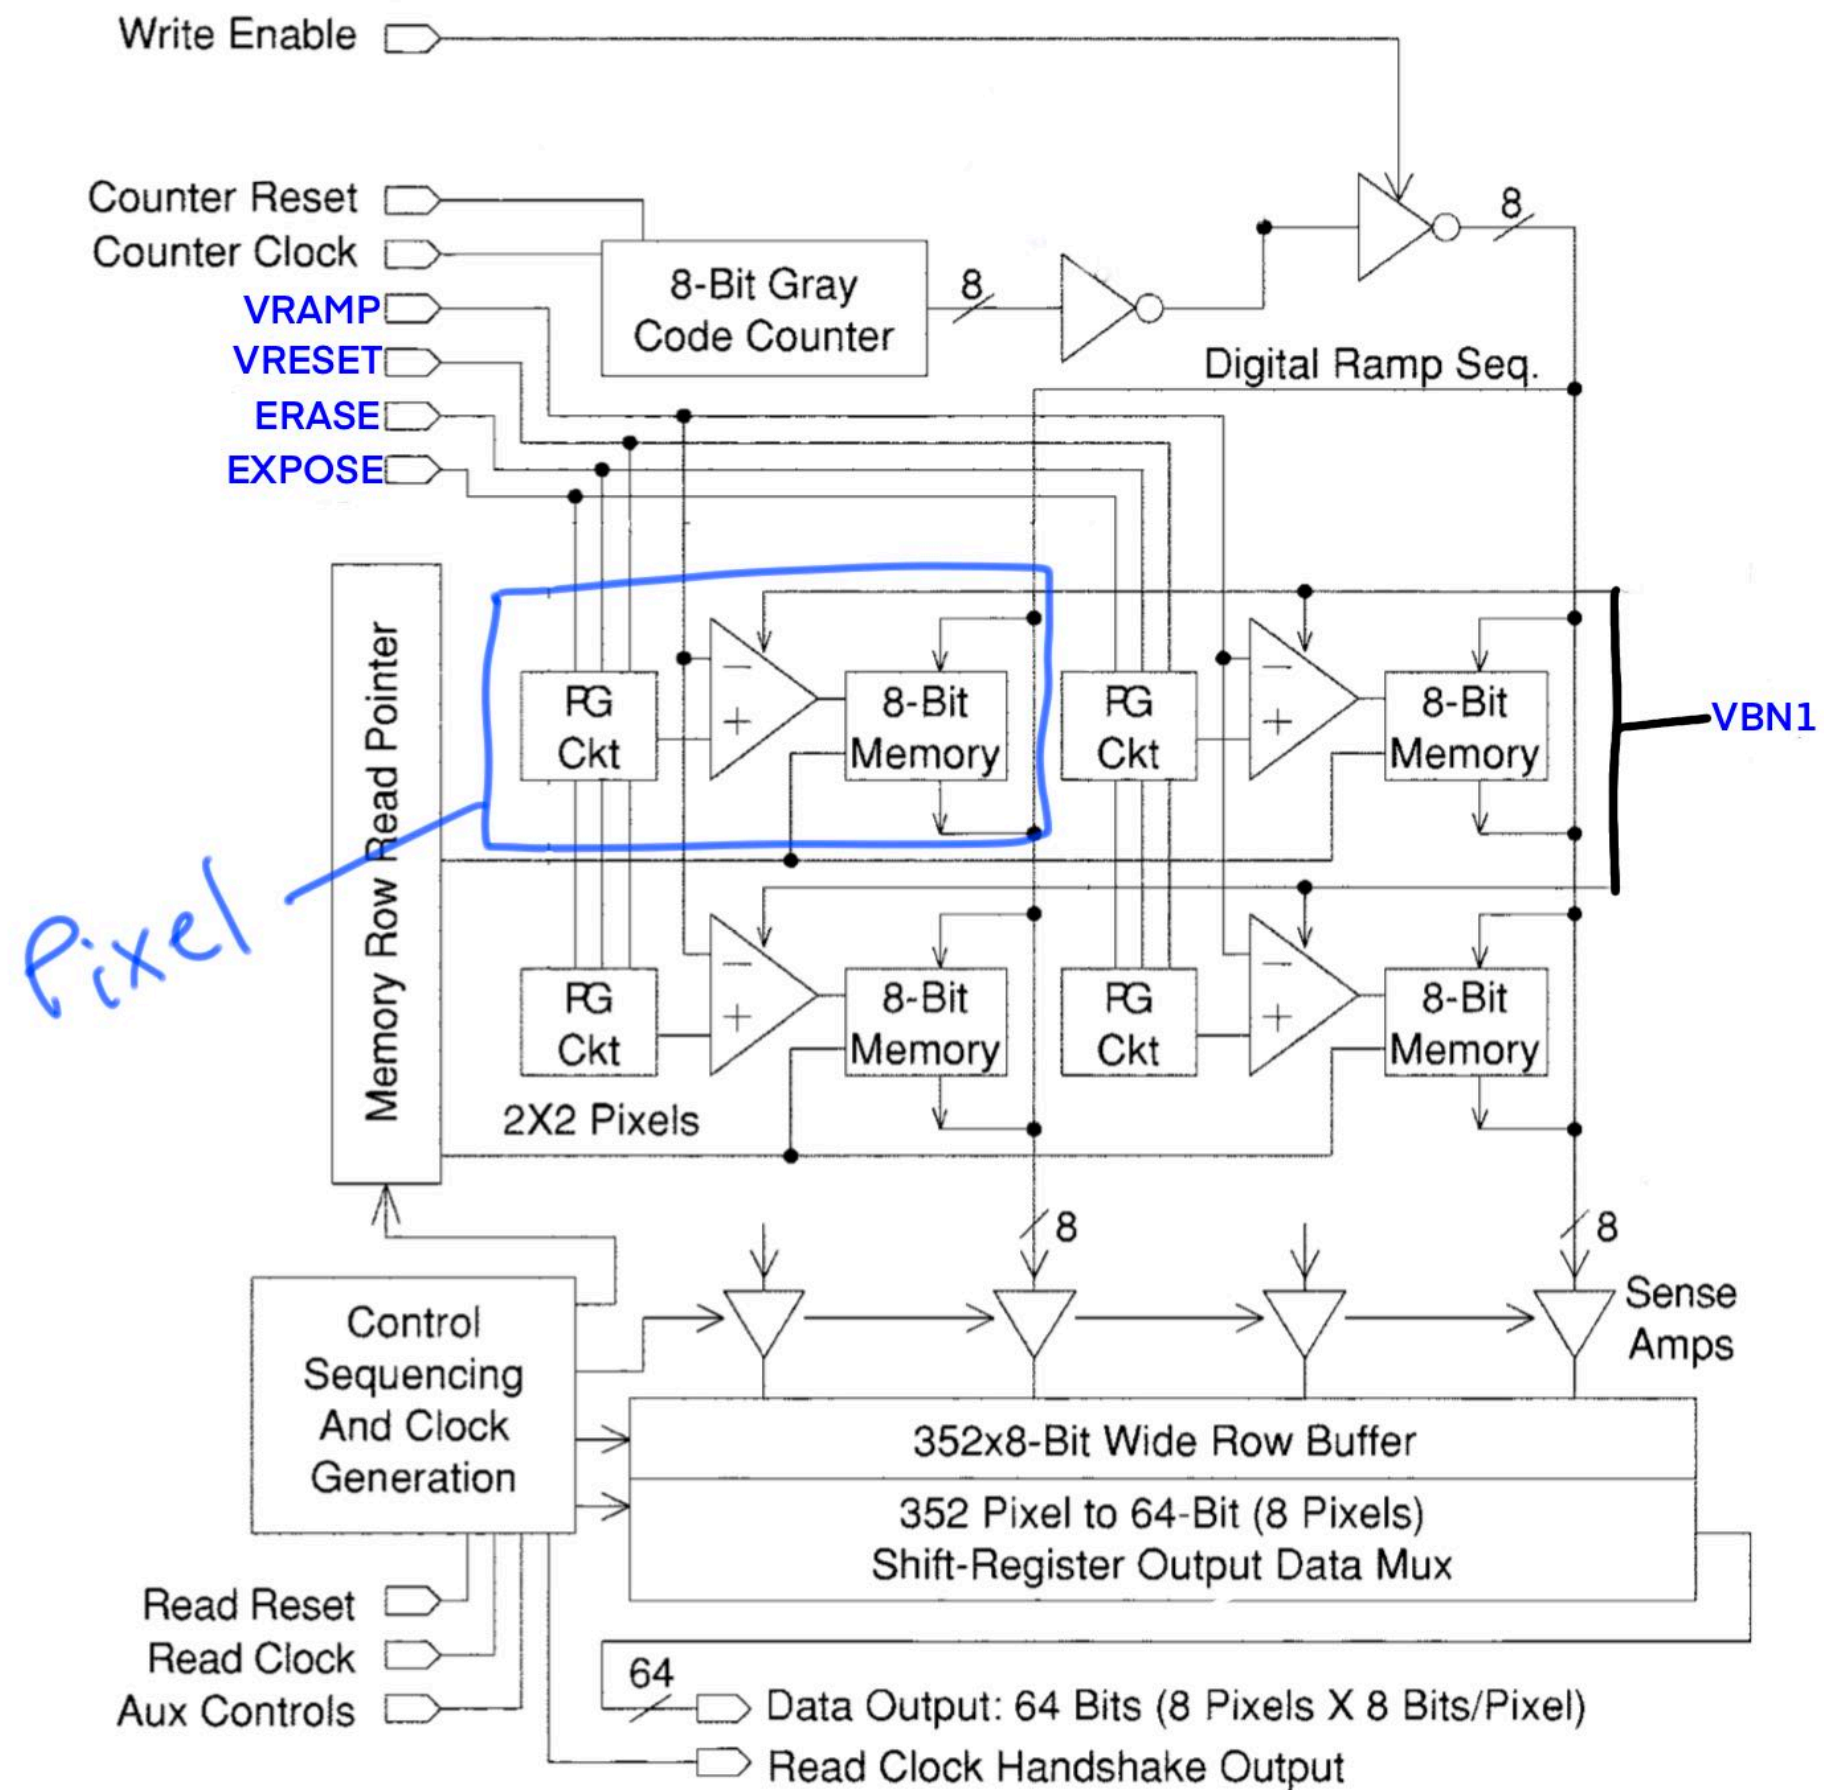 Write Enable
8
Counter Reset
Counter Clock
8-Bit Gray
Code Counter
8
VRAMP
VRESET
ERASE
EXPOSE
Digital Ramp Seq.
Memory Row Read Pointer
PG
Ckt
−
+
8-Bit
Memory
PG
Ckt
−
+
8-Bit
Memory
VBN1
Pixel
PG
Ckt
−
+
8-Bit
Memory
PG
Ckt
−
+
8-Bit
Memory
2X2 Pixels
8
8
Sense
Amps
Control
Sequencing
And Clock
Generation
352x8-Bit Wide Row Buffer
352 Pixel to 64-Bit (8 Pixels)
Shift-Register Output Data Mux
Read Reset
Read Clock
Aux Controls
64
Data Output: 64 Bits (8 Pixels X 8 Bits/Pixel)
Read Clock Handshake Output